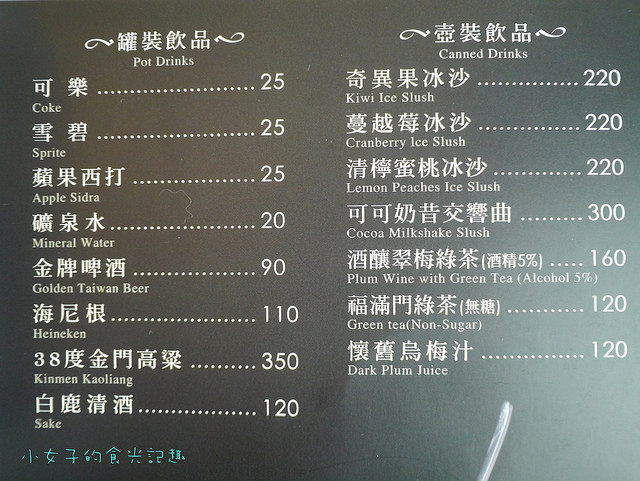 ～罐裝飲品～
Pot Drinks
可樂 ........................ 25
Coke
雪碧 ........................ 25
Sprite
蘋果西打 ................... 25
Apple Sidra
礦泉水 ...................... 20
Mineral Water
金牌啤酒 ................... 90
Golden Taiwan Beer
海尼根 ...................... 110
Heineken
38度金門高粱 .......... 350
Kinmen Kaoliang
白鹿清酒 .................. 120
Sake
～壺裝飲品～
Canned Drinks
奇異果冰沙 ............... 220
Kiwi Ice Slush
蔓越莓冰沙 ............... 220
Cranberry Ice Slush
清檸蜜桃冰沙 ............. 220
Lemon Peaches Ice Slush
可可奶昔交響曲 .......... 300
Cocoa Milkshake Slush
酒釀翠梅綠茶(酒精5%) ..... 160
Plum Wine with Green Tea (Alcohol 5%)
福滿門綠茶(無糖) ............ 120
Green tea(Non-Sugar)
懷舊烏梅汁 ................ 120
Dark Plum Juice
小女子的食光記趣